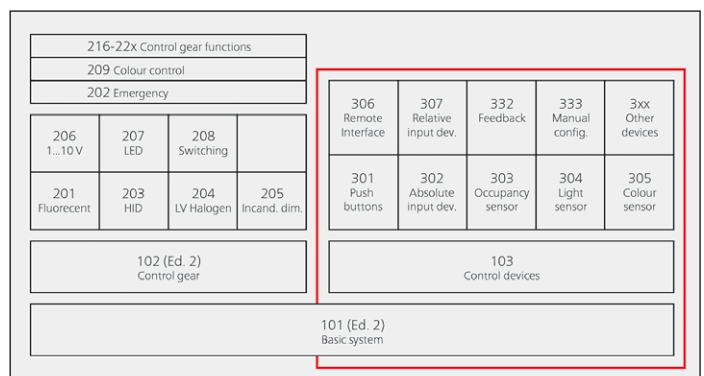 216-22x Control gear functions
209 Colour control
202 Emergency
206
1...10 V
207
LED
208
Switching
201
Fluorecent
203
HID
204
LV Halogen
205
Incand. dim.
102 (Ed. 2)
Control gear
306
Remote
Interface
307
Relative
input dev.
332
Feedback
333
Manual
config.
3xx
Other
devices
301
Push
buttons
302
Absolute
input dev.
303
Occupancy
sensor
304
Light
sensor
305
Colour
sensor
103
Control devices
101 (Ed. 2)
Basic system